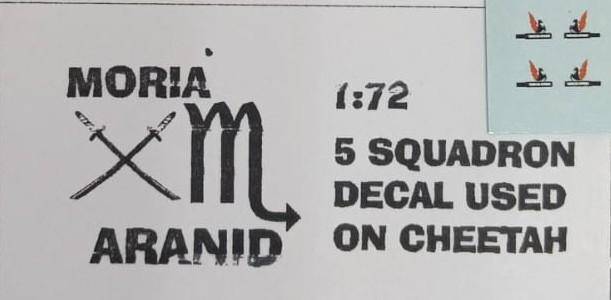 MORIA
ARANID
1:72
5 SQUADRON
DECAL USED
ON CHEETAH